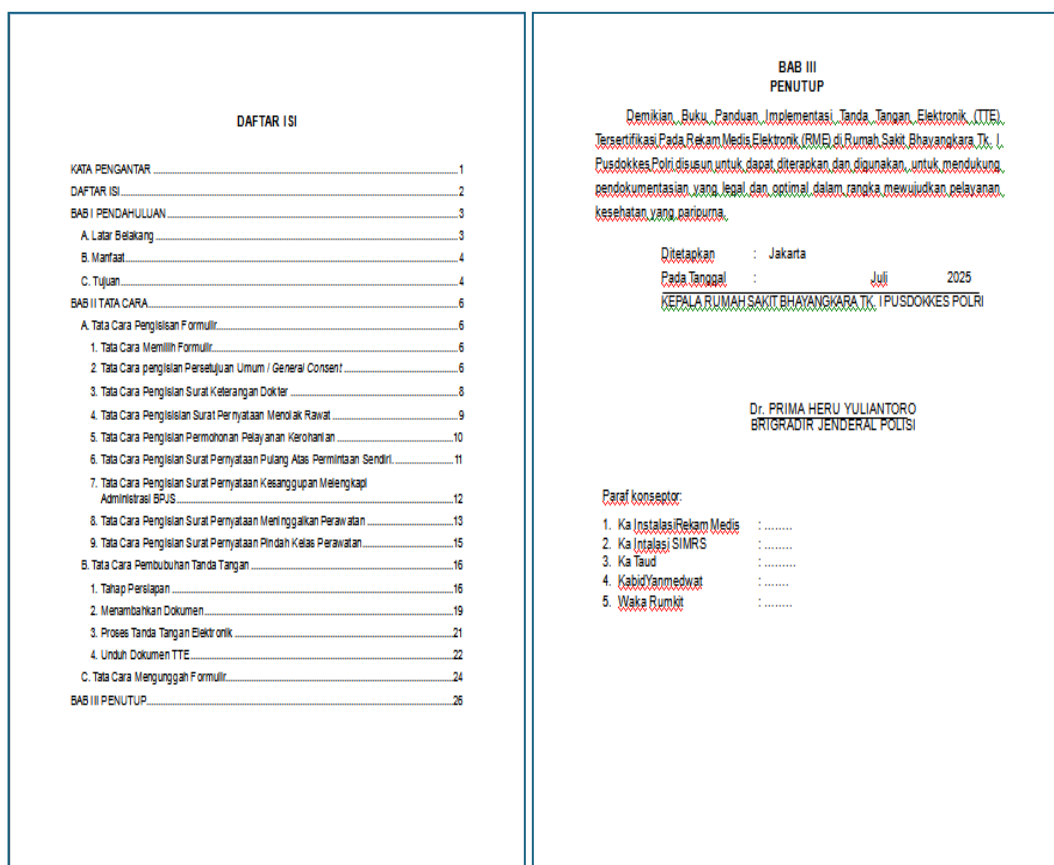 DAFTAR ISI
KATA PENGANTAR ........ 1
DAFTAR ISI ........ 2
BAB I PENDAHULUAN ........ 3
A. Latar Belakang ........ 3
B. Manfaat ........ 4
C. Tujuan ........ 4
BAB II TATA CARA ........ 6
A. Tata Cara Pengisisan Formulir ........ 6
1. Tata Cara Memilih Formulir ........ 6
2. Tata Cara pengisian Persetujuan Umum / General Consent ........ 6
3. Tata Cara Pengisian Surat Keterangan Dokter ........ 8
4. Tata Cara Pengisisian Surat Pernyataan Menolak Rawat ........ 9
5. Tata Cara Pengisian Permohonan Pelayanan Kerohanian ........ 10
6. Tata Cara Pengisian Surat Pernyataan Pulang Atas Permintaan Sendiri. ........ 11
7. Tata Cara Pengisian Surat Pernyataan Kesanggupan Melengkapi
Administrasi BPJS ........ 12
8. Tata Cara Pengisian Surat Pernyataan Meninggalkan Perawatan ........ 13
9. Tata Cara Pengisian Surat Pernyataan Pindah Kelas Perawatan ........ 15
B. Tata Cara Pembubuhan Tanda Tangan ........ 16
1. Tahap Persiapan ........ 16
2. Menambahkan Dokumen ........ 19
3. Proses Tanda Tangan Elektronik ........ 21
4. Unduh Dokumen TTE ........ 22
C. Tata Cara Mengunggah Formulir ........ 24
BAB III PENUTUP ........ 26
BAB III
PENUTUP
Demikian Buku Panduan Implementasi Tanda Tangan Elektronik (TTE)
Tersertifikasi Pada Rekam Medis Elektronik (RME) di Rumah Sakit Bhayangkara Tk. I
Pusdokkes Polri disusun untuk dapat diterapkan dan digunakan, untuk mendukung
pendokumentasian yang legal dan optimal dalam rangka mewujudkan pelayanan
kesehatan yang paripurna.
Ditetapkan : Jakarta
Pada Tanggal : Juli 2025
KEPALA RUMAH SAKIT BHAYANGKARA TK. I PUSDOKKES POLRI
Dr. PRIMA HERU YULIANTORO
BRIGRADIR JENDERAL POLISI
Paraf konseptor:
1. Ka InstalasiRekam Medis : ........
2. Ka Intalasi SIMRS : ........
3. Ka Taud : .........
4. KabidYanmedwat : .......
5. Waka Rumkit : ........